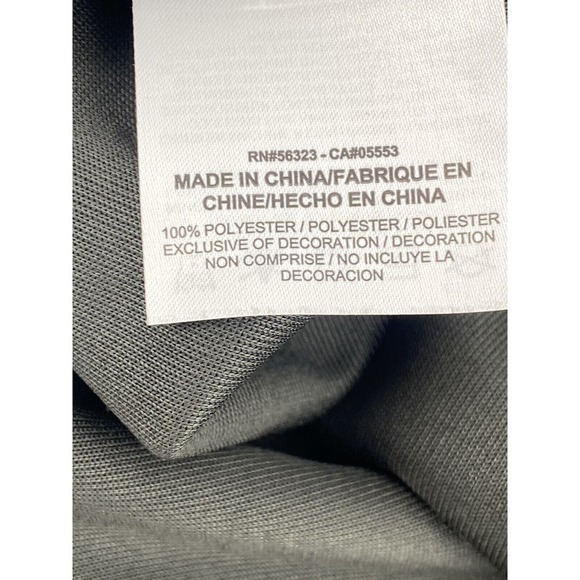 RN#56323 - CA#05553
MADE IN CHINA/FABRIQUE EN
CHINE/HECHO EN CHINA
100% POLYESTER / POLYESTER / POLIESTER
EXCLUSIVE OF DECORATION / DECORATION
NON COMPRISE / NO INCLUYE LA
DECORACION